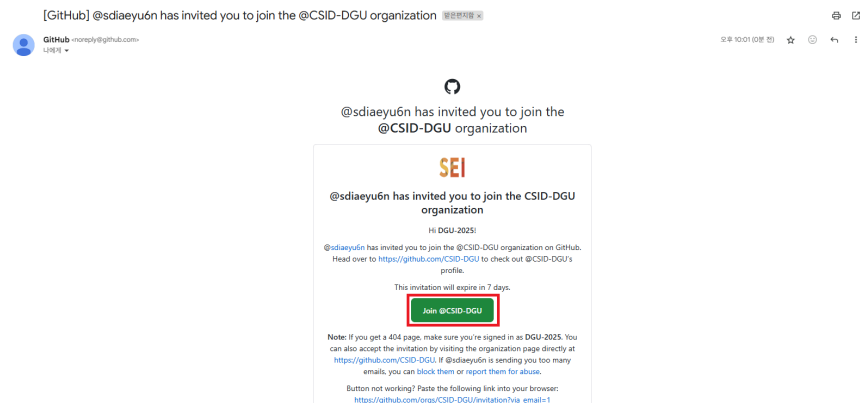 [GitHub] @sdiaeyu6n has invited you to join the @CSID-DGU organization 받은편지함 ×
GitHub <noreply@github.com>
나에게
오후 10:01 (0분 전)
@sdiaeyu6n has invited you to join the
@CSID-DGU organization
SEI
@sdiaeyu6n has invited you to join the CSID-DGU
organization
Hi DGU-2025!
@sdiaeyu6n has invited you to join the @CSID-DGU organization on GitHub.
Head over to https://github.com/CSID-DGU to check out @CSID-DGU's
profile.
This invitation will expire in 7 days.
Join @CSID-DGU
Note: If you get a 404 page, make sure you're signed in as DGU-2025. You
can also accept the invitation by visiting the organization page directly at
https://github.com/CSID-DGU. If @sdiaeyu6n is sending you too many
emails, you can block them or report them for abuse.
Button not working? Paste the following link into your browser:
https://github.com/orgs/CSID-DGU/invitation?via_email=1